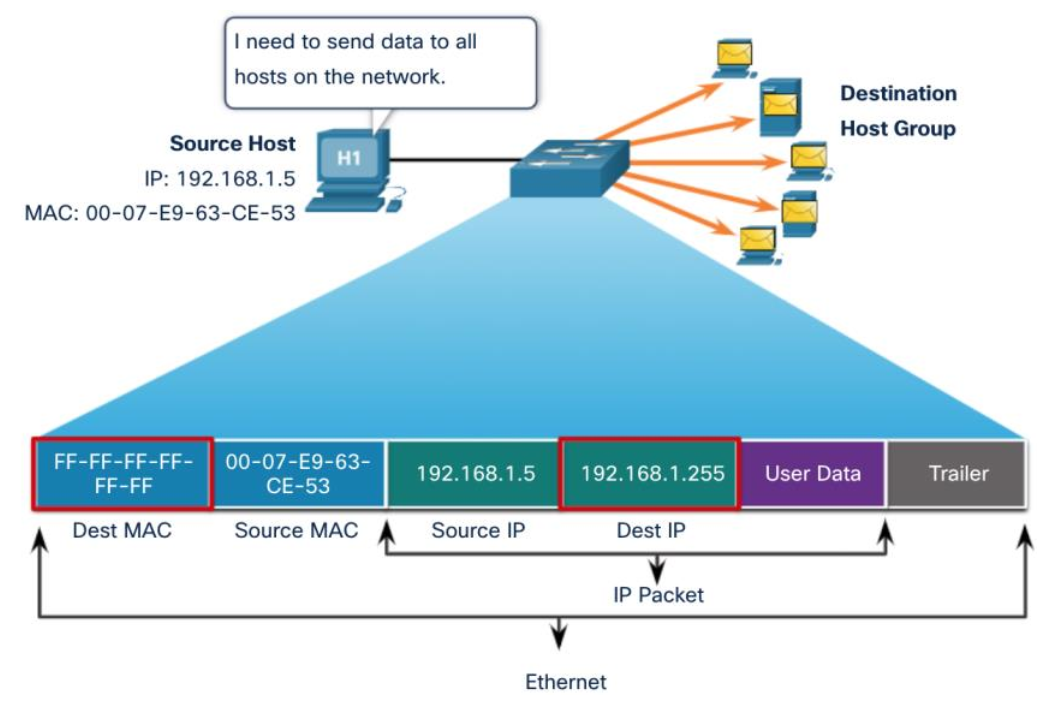 I need to send data to all
hosts on the network.
Destination
Host Group
Source Host
H1
IP: 192.168.1.5
MAC: 00-07-E9-63-CE-53
FF-FF-FF-FF-
FF-FF
00-07-E9-63-
CE-53
192.168.1.5
192.168.1.255
User Data
Trailer
Dest MAC
Source MAC
Source IP
Dest IP
IP Packet
Ethernet